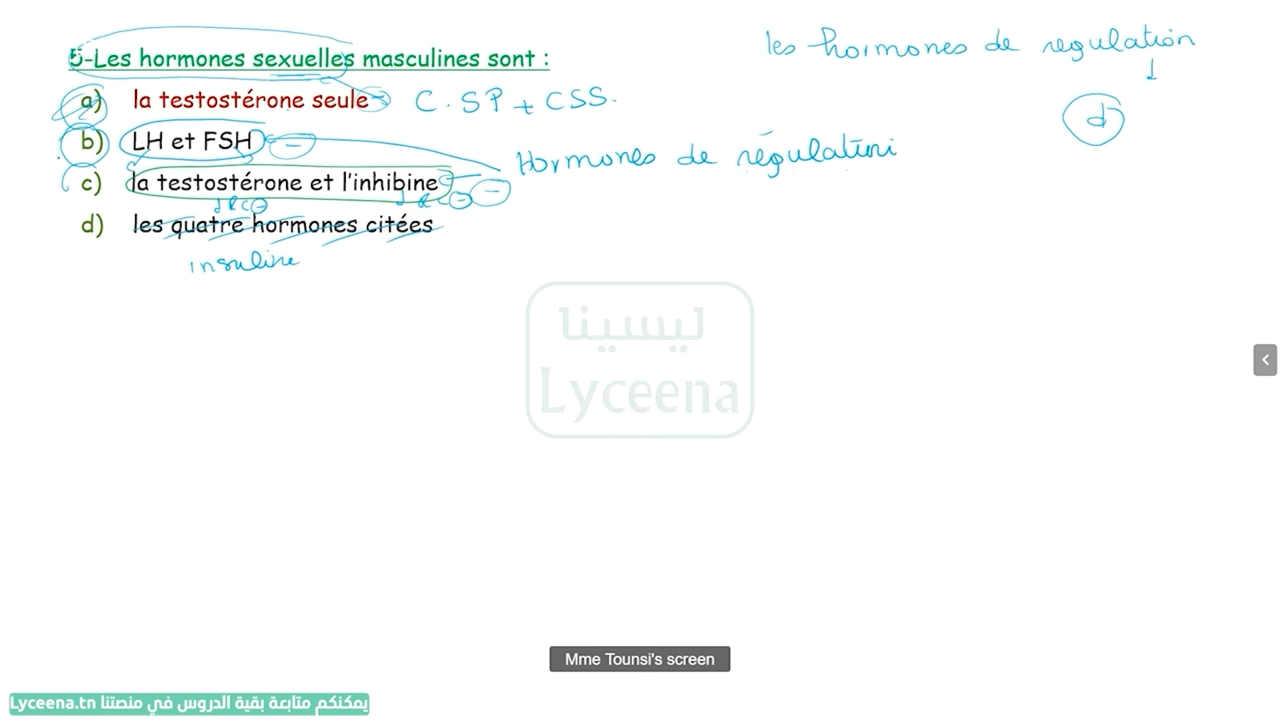 les hormones de regulation
5-Les hormones sexuelles masculines sont :
a) la testostérone seule C.SP + CSS.
d
b) LH et FSH
Hormones de régulation
c) la testostérone et l'inhibine
d) les quatre hormones citées
insuline
ليسينا
Lyceena
Mme Tounsi's screen
يمكنكم متابعة بقية الدروس في منصتنا Lyceena.tn